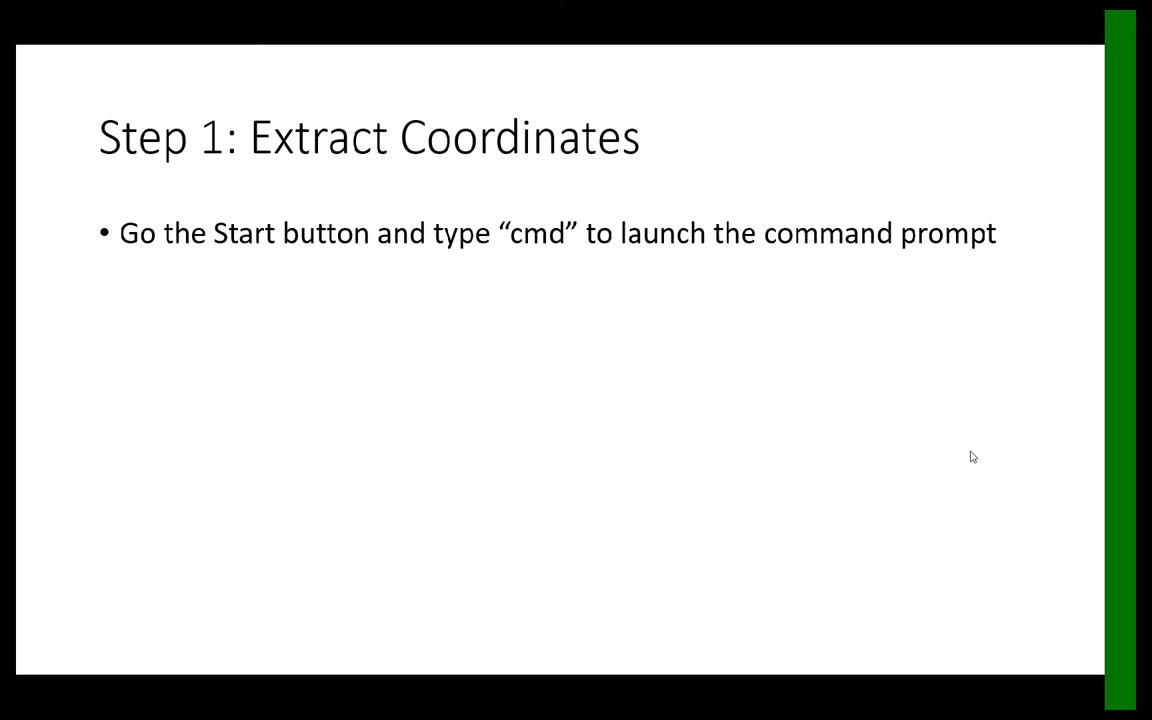 Step 1: Extract Coordinates
• Go the Start button and type “cmd” to launch the command prompt